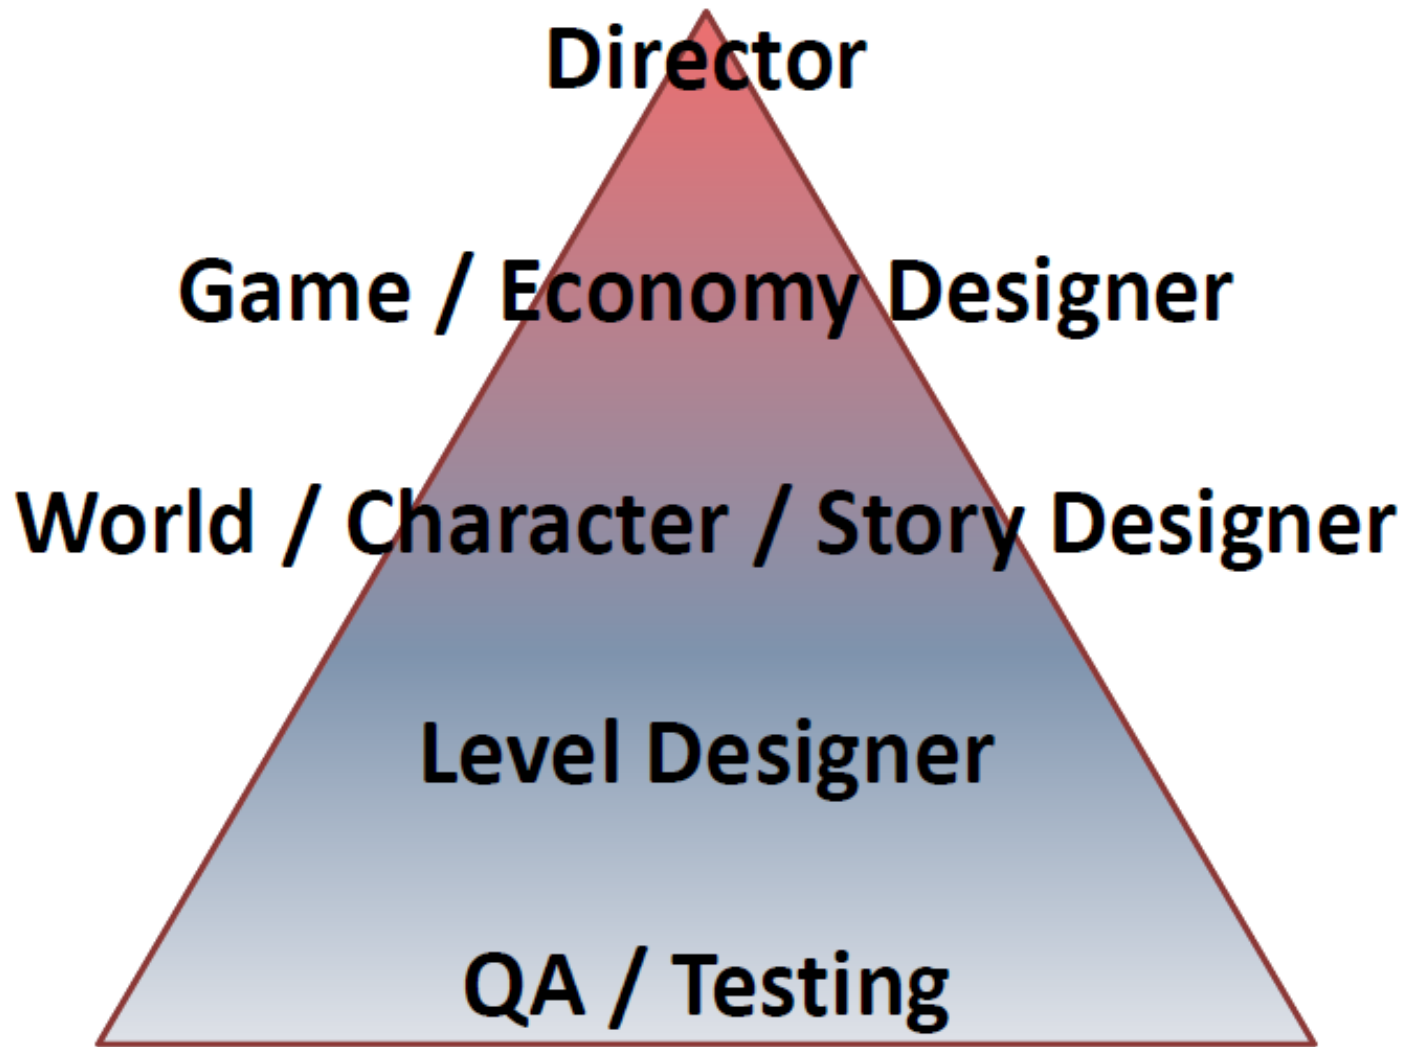 Director
Game / Economy Designer
World / Character / Story Designer
Level Designer
QA / Testing